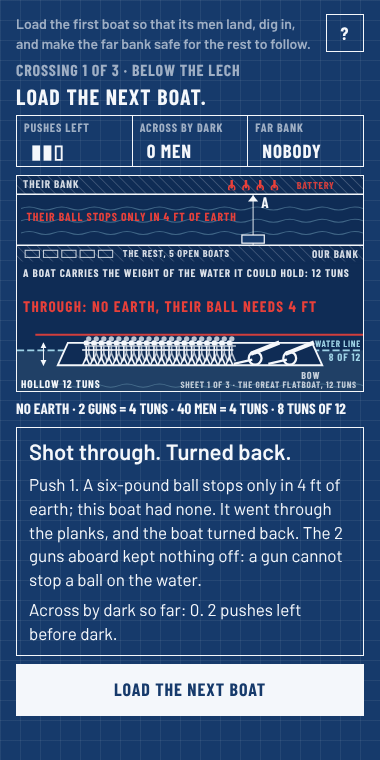 Load the first boat so that its men land, dig in,
and make the far bank safe for the rest to follow.
?
CROSSING 1 OF 3 · BELOW THE LECH
LOAD THE NEXT BOAT.
PUSHES LEFT
ACROSS BY DARK
0 MEN
FAR BANK
NOBODY
THEIR BANK
BATTERY
A
THEIR BALL STOPS ONLY IN 4 FT OF EARTH
THE REST, 5 OPEN BOATS
OUR BANK
A BOAT CARRIES THE WEIGHT OF THE WATER IT COULD HOLD: 12 TUNS
THROUGH: NO EARTH, THEIR BALL NEEDS 4 FT
WATER LINE
8 OF 12
BOW
HOLLOW 12 TUNS
SHEET 1 OF 3 · THE GREAT FLATBOAT, 12 TUNS
NO EARTH · 2 GUNS = 4 TUNS · 40 MEN = 4 TUNS · 8 TUNS OF 12
Shot through. Turned back.
Push 1. A six-pound ball stops only in 4 ft of
earth; this boat had none. It went through
the planks, and the boat turned back. The 2
guns aboard kept nothing off: a gun cannot
stop a ball on the water.
Across by dark so far: 0. 2 pushes left
before dark.
LOAD THE NEXT BOAT